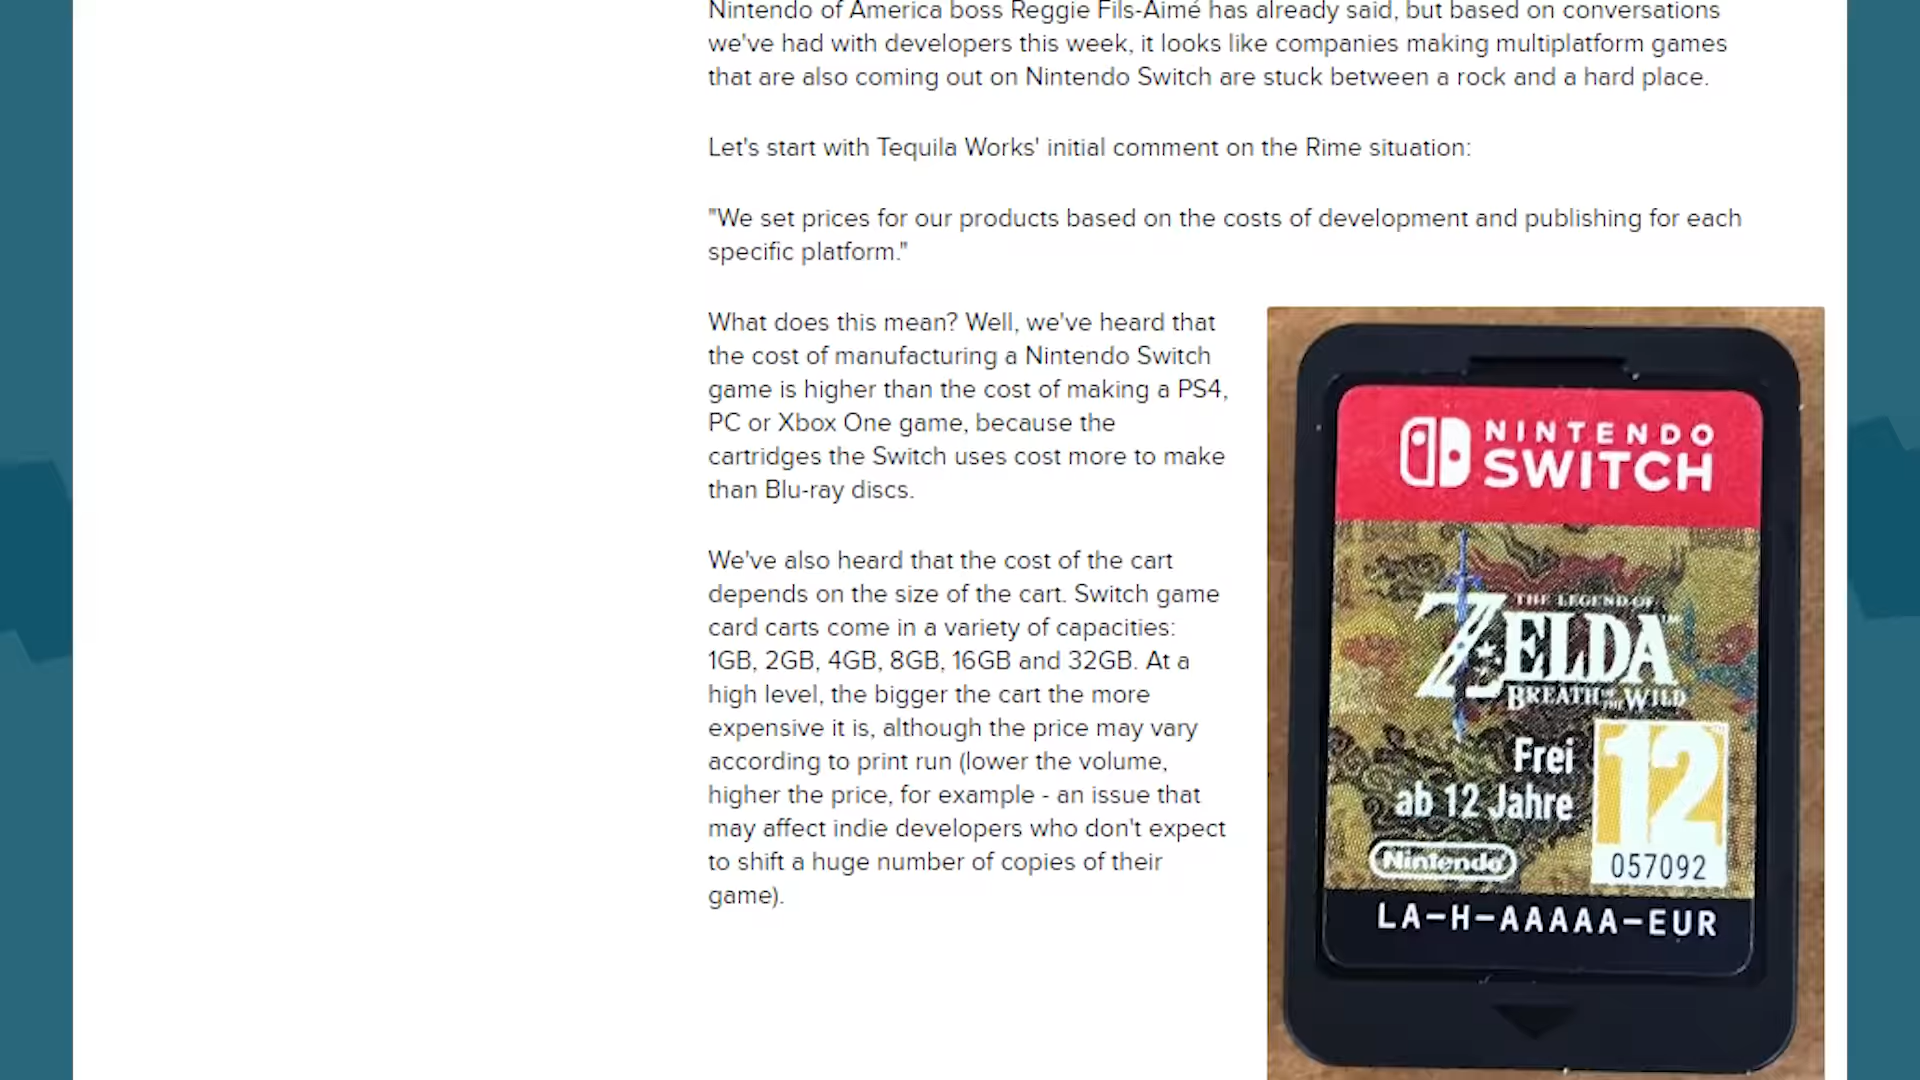 Nintendo of America boss Reggie Fils-Aimé has already said, but based on conversations
we've had with developers this week, it looks like companies making multiplatform games
that are also coming out on Nintendo Switch are stuck between a rock and a hard place.
Let's start with Tequila Works' initial comment on the Rime situation:
"We set prices for our products based on the costs of development and publishing for each
specific platform."
What does this mean? Well, we've heard that
the cost of manufacturing a Nintendo Switch
game is higher than the cost of making a PS4,
PC or Xbox One game, because the
cartridges the Switch uses cost more to make
than Blu-ray discs.
We've also heard that the cost of the cart
depends on the size of the cart. Switch game
card carts come in a variety of capacities:
1GB, 2GB, 4GB, 8GB, 16GB and 32GB. At a
high level, the bigger the cart the more
expensive it is, although the price may vary
according to print run (lower the volume,
higher the price, for example - an issue that
may affect indie developers who don't expect
to shift a huge number of copies of their
game).
NINTENDO
SWITCH
THE LEGEND OF
ZELDA™
BREATH OF THE WILD
Frei
ab 12 Jahre
12
Nintendo
057092
LA-H-AAAAA-EUR